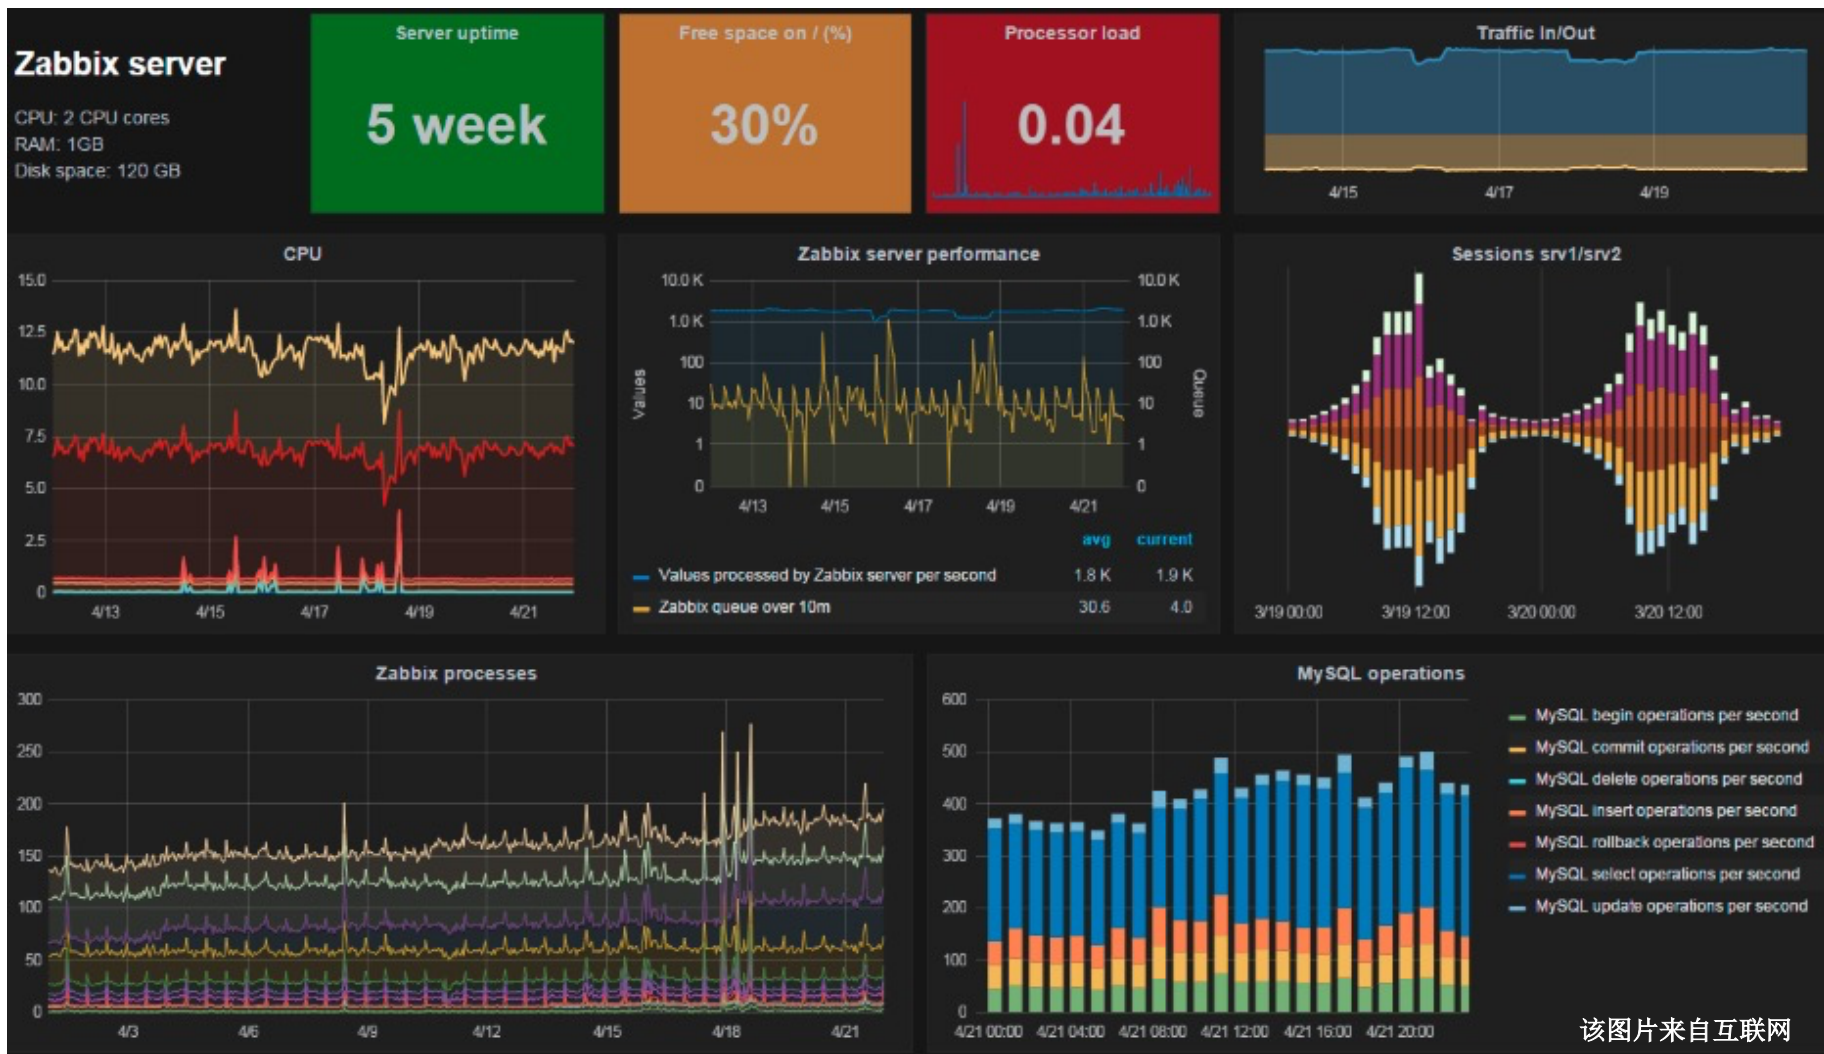 Zabbix server
CPU: 2 CPU cores
RAM: 1GB
Disk space: 120 GB
Server uptime
5 week
Free space on / (%)
30%
Processor load
0.04
Traffic In/Out
4/15 4/17 4/19
CPU
15.0
12.5
10.0
7.5
5.0
2.5
0
4/13 4/15 4/17 4/19 4/21
Zabbix server performance
Values
10.0 K
1.0 K
100
10
1
0
10.0 K
1.0 K
100
10
1
0
Queue
4/13 4/15 4/17 4/19 4/21
avg current
Values processed by Zabbix server per second 1.8 K 1.9 K
Zabbix queue over 10m 30.6 4.0
Sessions srv1/srv2
3/19 00:00 3/19 12:00 3/20 00:00 3/20 12:00
Zabbix processes
300
250
200
150
100
50
0
4/3 4/6 4/9 4/12 4/15 4/18 4/21
MySQL operations
600
500
400
300
200
100
0
4/21 00:00 4/21 04:00 4/21 08:00 4/21 12:00 4/21 16:00 4/21 20:00
MySQL begin operations per second
MySQL commit operations per second
MySQL delete operations per second
MySQL insert operations per second
MySQL rollback operations per second
MySQL select operations per second
MySQL update operations per second
该图片来自互联网